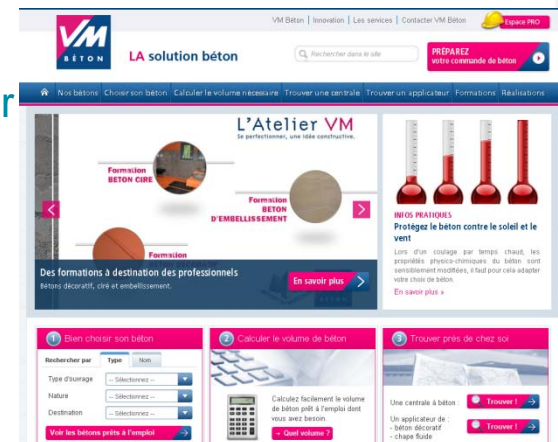 VM Béton | Innovation | Les services | Contacter VM Béton
Espace PRO
VM
BÉTON
LA solution béton
Rechercher dans le site
PRÉPAREZ
votre commande de béton
r
Nos bétons Choisir son béton Calculer le volume nécessaire Trouver une centrale Trouver un applicateur Formations Réalisations
L'Atelier VM
Se perfectionner, une idée constructive.
Formation
BETON CIRE
Formation
BETON
D'EMBELLISSEMENT
Formation
Des formations à destination des professionnels
Bétons décoratif, ciré et embellissement.
En savoir plus
INFOS PRATIQUES
Protégez le béton contre le soleil et le
vent
Lors d'un coulage par temps chaud, les
propriétés physico-chimiques du béton sont
sensiblement modifiées, il faut pour cela adapter
votre choix de béton.
En savoir plus »
1 Bien choisir son béton
Rechercher par Type Nom
Type d'ouvrage -- Sélectionnez --
Nature -- Sélectionnez --
Destination -- Sélectionnez --
Voir les bétons prêts à l'emploi
2 Calculer le volume de béton
Calculez facilement le volume
de béton prêt à l'emploi dont
vous avez besoin.
Quel volume ?
3 Trouver près de chez soi
Une centrale à béton : Trouver !
Un applicateur de :
- béton décoratif
- chape fluide
Trouver !